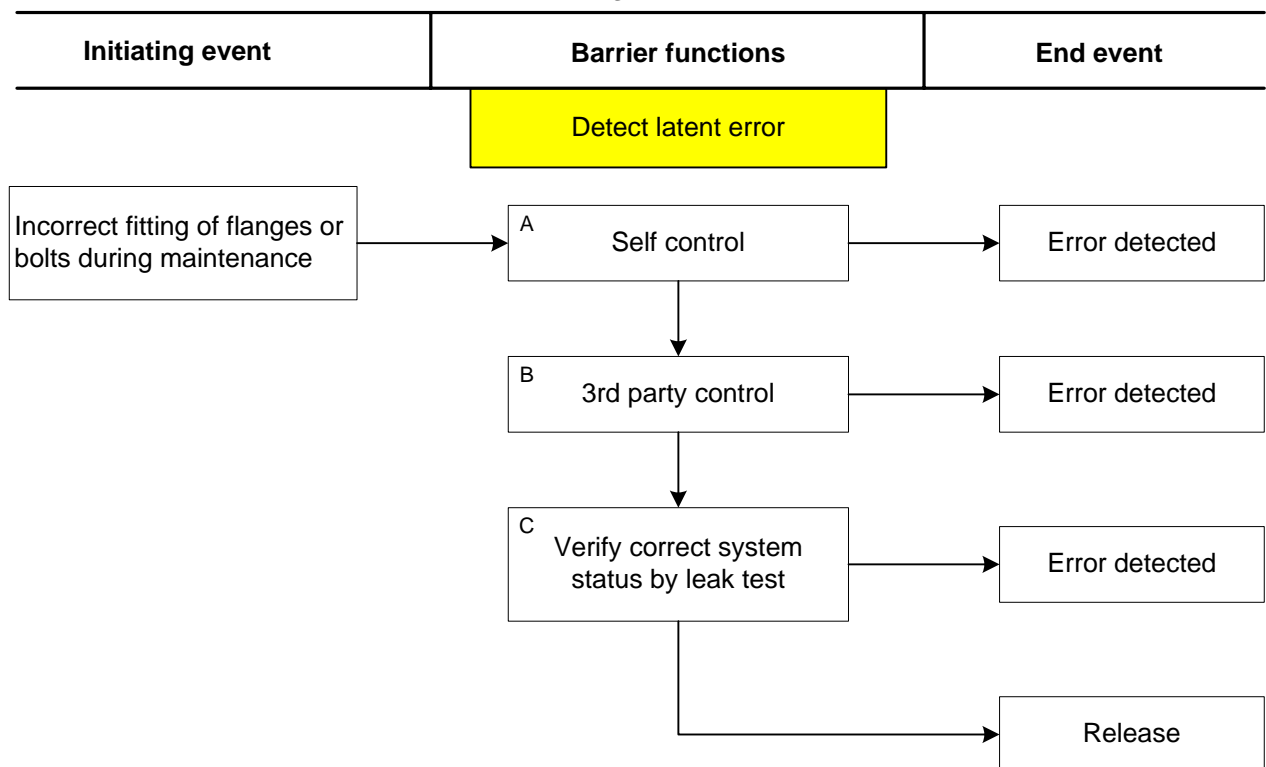 Initiating event
Barrier functions
End event
Detect latent error
Incorrect fitting of flanges or
bolts during maintenance
A
Self control
Error detected
B
3rd party control
Error detected
C
Verify correct system
status by leak test
Error detected
Release